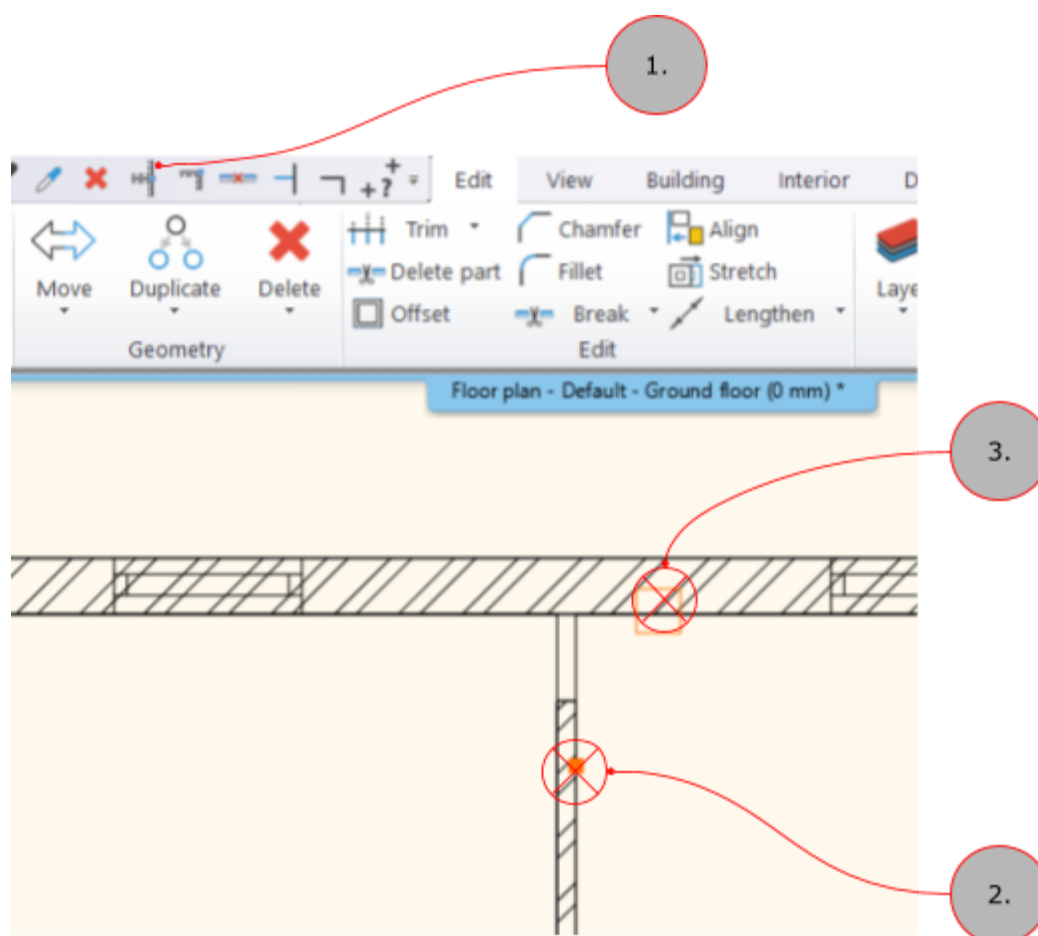 1.
Edit View Building Interior D
Trim Chamfer Align
Move Duplicate Delete Delete part Fillet Stretch Laye
Offset Break Lengthen
Geometry Edit
Floor plan - Default - Ground floor (0 mm) *
3.
2.